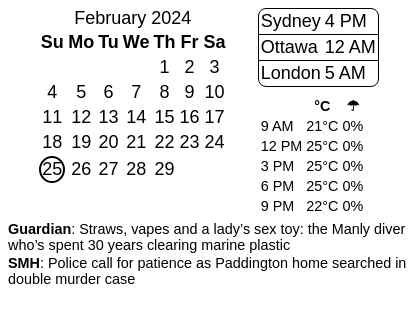 February 2024
Su Mo Tu We Th Fr Sa
1 2 3
4 5 6 7 8 9 10
11 12 13 14 15 16 17
18 19 20 21 22 23 24
25 26 27 28 29
Sydney 4 PM
Ottawa 12 AM
London 5 AM
°C ☂
9 AM 21°C 0%
12 PM 25°C 0%
3 PM 25°C 0%
6 PM 25°C 0%
9 PM 22°C 0%
Guardian: Straws, vapes and a lady’s sex toy: the Manly diver
who’s spent 30 years clearing marine plastic
SMH: Police call for patience as Paddington home searched in
double murder case